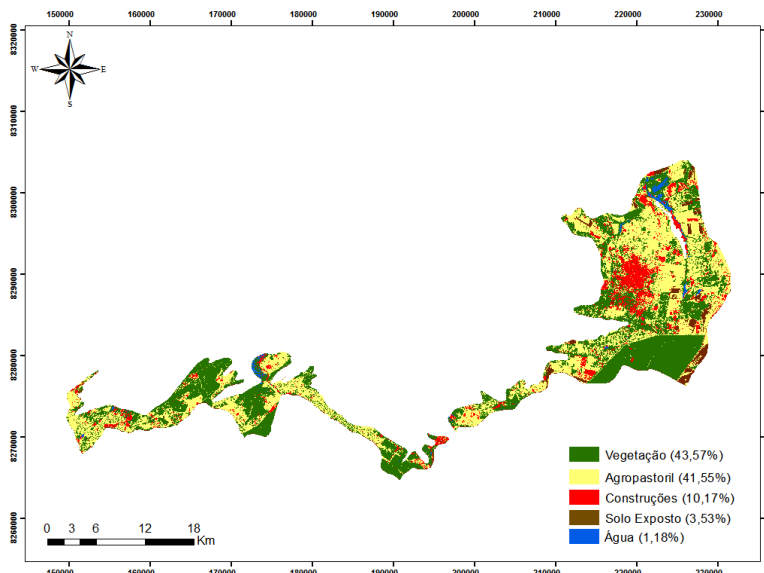 150000 160000 170000 180000 190000 200000 210000 220000 230000
8320000
8310000
8300000
8290000
8280000
8270000
8260000
N
W E
S
Vegetação (43,57%)
Agropastoril (41,55%)
Construções (10,17%)
Solo Exposto (3,53%)
Água (1,18%)
0 3 6 12 18
Km
150000 160000 170000 180000 190000 200000 210000 220000 230000